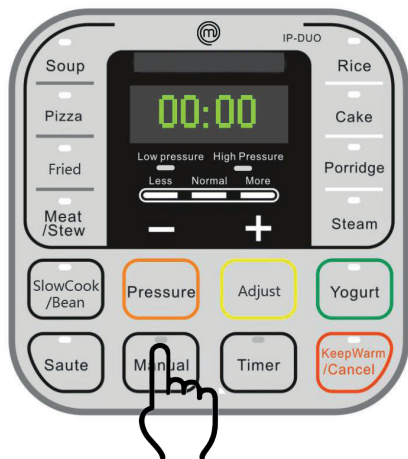 IP-DUO
Soup
Rice
00:00
Pizza
Cake
Low pressure High Pressure
Less Normal More
Fried
Porridge
Meat
/Stew
− +
Steam
SlowCook
/Bean
Pressure
Adjust
Yogurt
Saute
Manual
Timer
KeepWarm
/Cancel